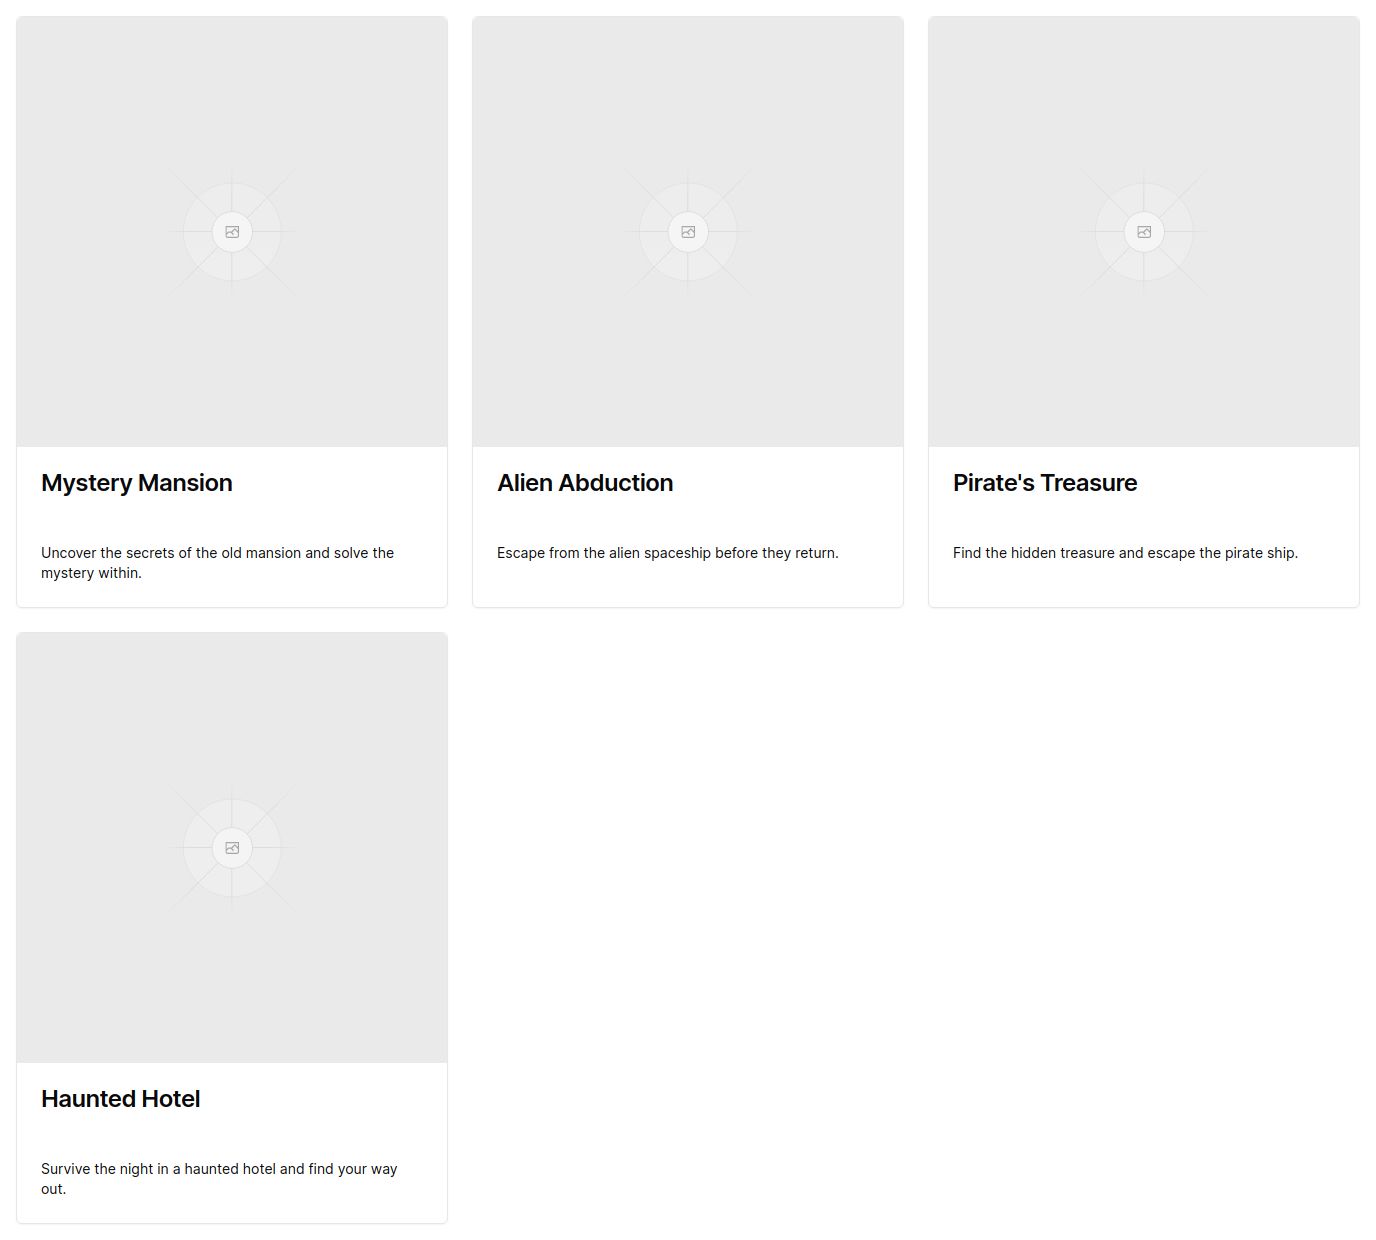 Mystery Mansion
Uncover the secrets of the old mansion and solve the
mystery within.
Alien Abduction
Escape from the alien spaceship before they return.
Pirate's Treasure
Find the hidden treasure and escape the pirate ship.
Haunted Hotel
Survive the night in a haunted hotel and find your way
out.